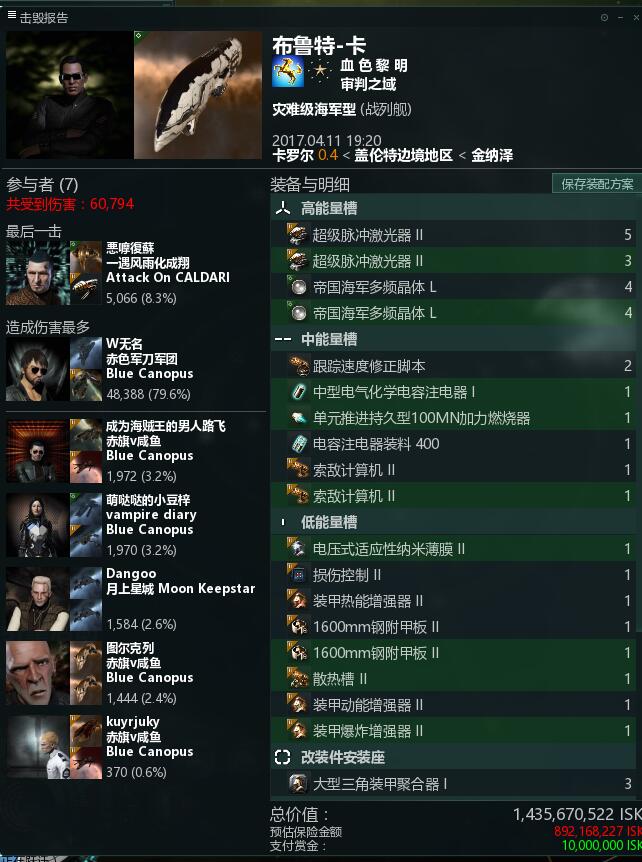 击毁报告
布鲁特-卡
血色黎明
审判之域
灾难级海军型 (战列舰)
2017.04.11 19:20
卡罗尔 0.4 < 盖伦特边境地区 < 金纳泽
参与者 (7)
共受到伤害：60,794
最后一击
悪嘑復蘇
一遇风雨化成翔
Attack On CALDARI
5,066 (8.3%)
造成伤害最多
W无名
赤色军刀军团
Blue Canopus
48,388 (79.6%)
成为海贼王的男人路飞
赤旗v咸鱼
Blue Canopus
1,972 (3.2%)
萌哒哒的小豆梓
vampire diary
Blue Canopus
1,970 (3.2%)
Dangoo
月上星城 Moon Keepstar
1,584 (2.6%)
图尔克列
赤旗v咸鱼
Blue Canopus
1,444 (2.4%)
kuyrjuky
赤旗v咸鱼
Blue Canopus
370 (0.6%)
装备与明细
保存装配方案
高能量槽
超级脉冲激光器 II 5
超级脉冲激光器 II 3
帝国海军多频晶体 L 4
帝国海军多频晶体 L 4
中能量槽
跟踪速度修正脚本 2
中型电气化学电容注电器 I 1
单元推进持久型100MN加力燃烧器 1
电容注电器装料 400 1
索敌计算机 II 1
索敌计算机 II 1
低能量槽
电压式适应性纳米薄膜 II 1
损伤控制 II 1
装甲热能增强器 II 1
1600mm钢附甲板 II 1
1600mm钢附甲板 II 1
散热槽 II 1
装甲动能增强器 II 1
装甲爆炸增强器 II 1
改装件安装座
大型三角装甲聚合器 I 3
总价值： 1,435,670,522 ISK
预估保险金额 892,168,227 ISK
支付赏金： 10,000,000 ISK